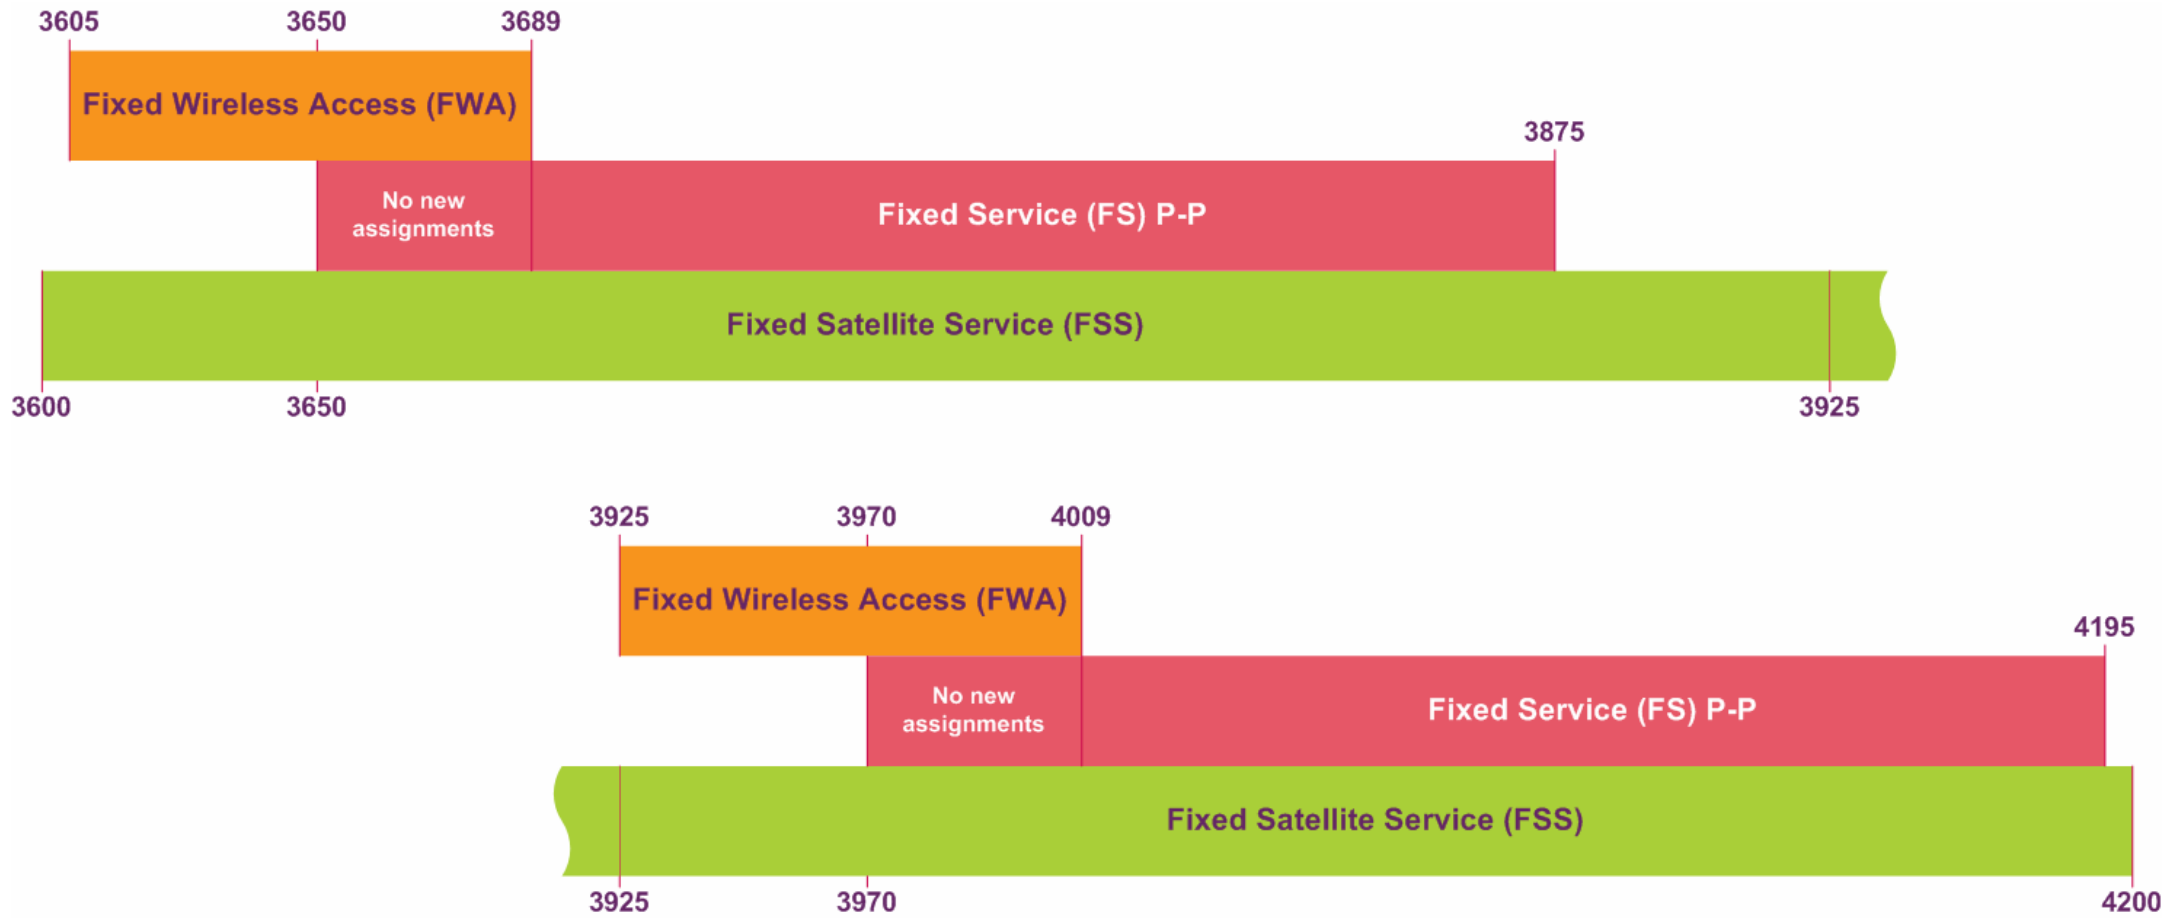 3605 3650 3689
Fixed Wireless Access (FWA)
3875
No new
assignments
Fixed Service (FS) P-P
Fixed Satellite Service (FSS)
3600 3650 3925
3925 3970 4009
Fixed Wireless Access (FWA)
4195
No new
assignments
Fixed Service (FS) P-P
Fixed Satellite Service (FSS)
3925 3970 4200